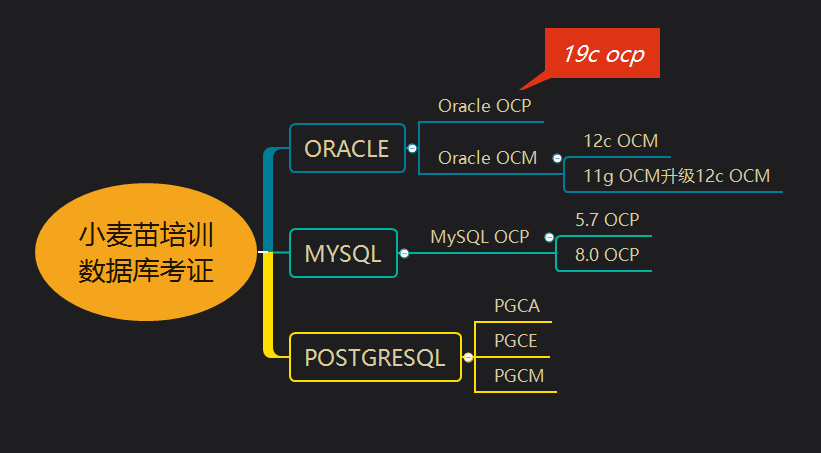 19c ocp
小麦苗培训
数据库考证
ORACLE
Oracle OCP
Oracle OCM
12c OCM
11g OCM升级12c OCM
MYSQL
MySQL OCP
5.7 OCP
8.0 OCP
POSTGRESQL
PGCA
PGCE
PGCM